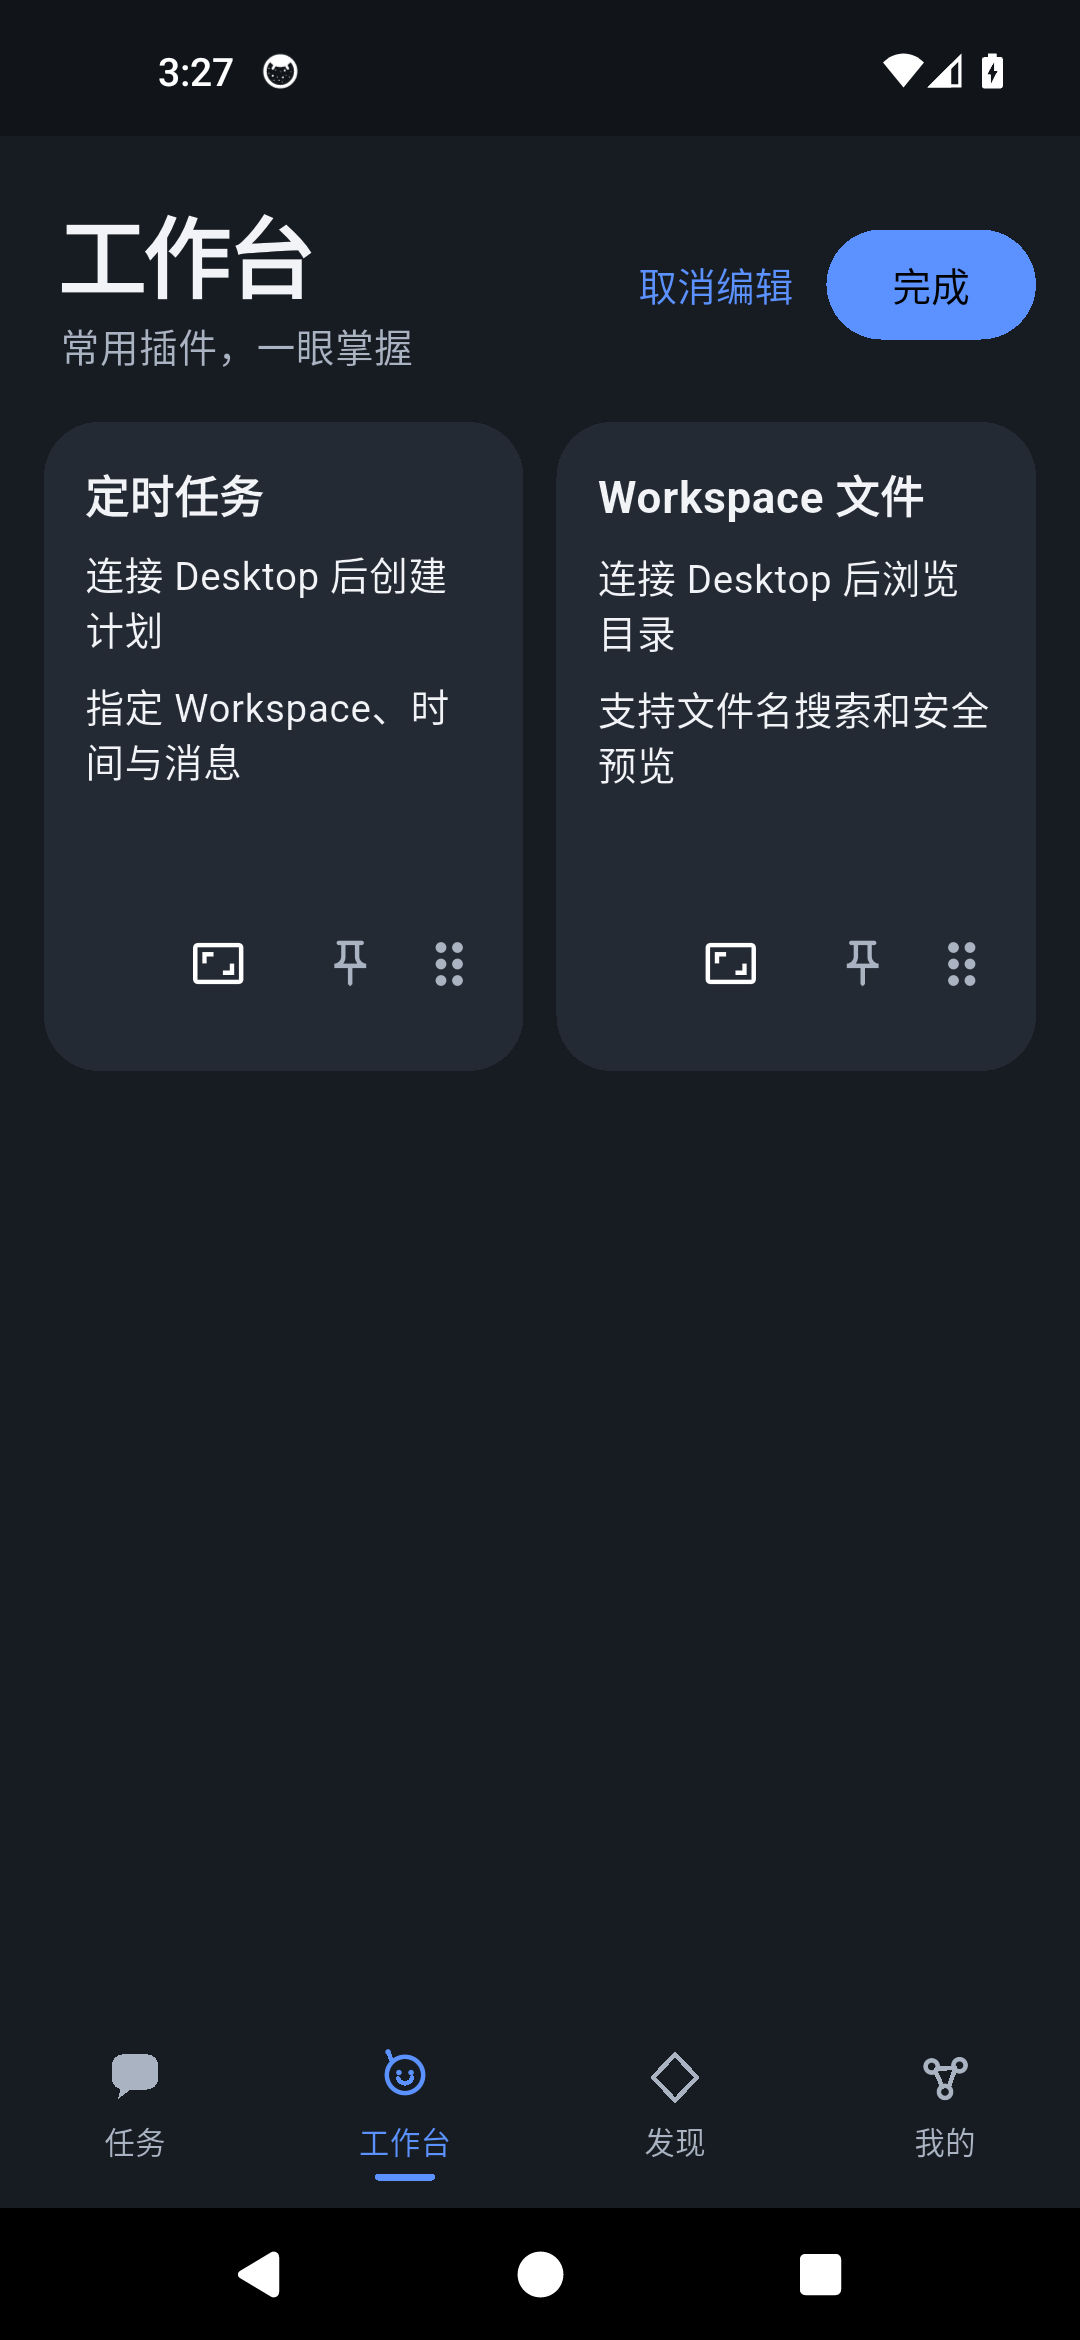 3:27
工作台
常用插件，一眼掌握
取消编辑
完成
定时任务
连接 Desktop 后创建
计划
指定 Workspace、时
间与消息
Workspace 文件
连接 Desktop 后浏览
目录
支持文件名搜索和安全
预览
任务
工作台
发现
我的